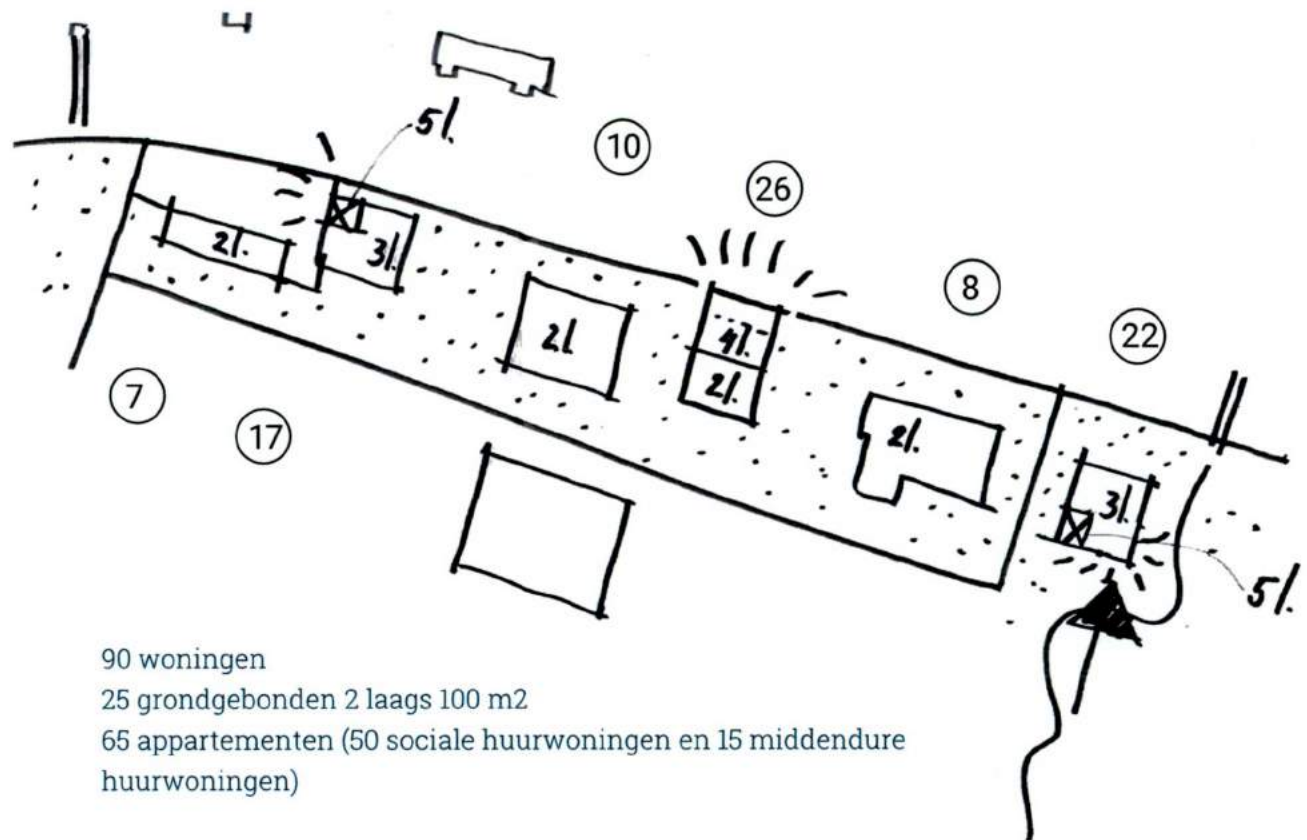 5l.
10
26
2l.
3l.
8
2l.
4l.
22
2l.
2l.
3l.
7
17
5l.
90 woningen
25 grondgebonden 2 laags 100 m2
65 appartementen (50 sociale huurwoningen en 15 middendure
huurwoningen)